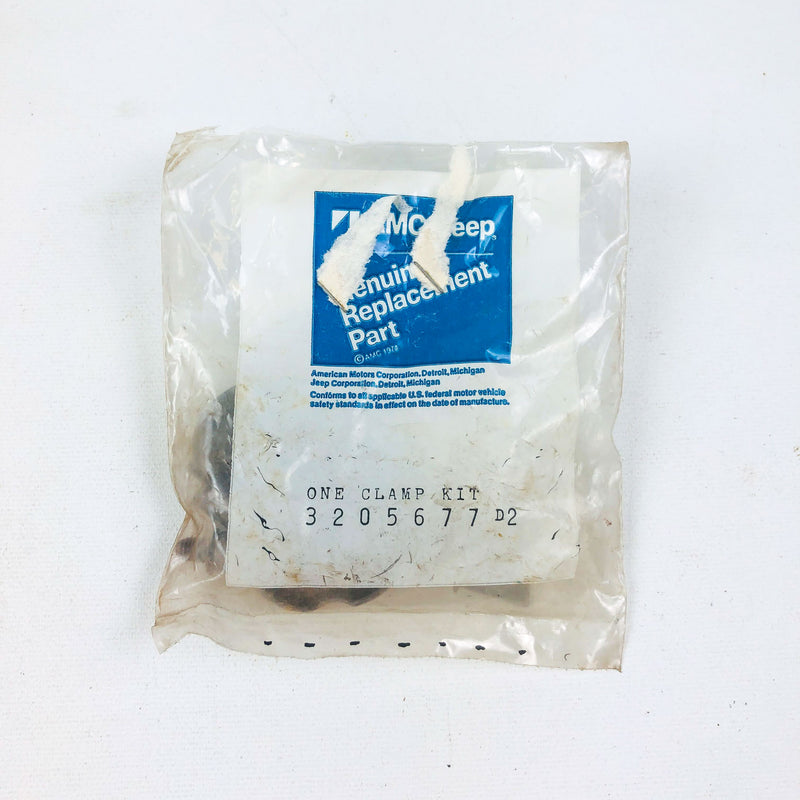 AMC Jeep
Genuine
Replacement
Part
© AMC 1974
American Motors Corporation, Detroit, Michigan
Jeep Corporation, Detroit, Michigan
Conforms to all applicable U.S. federal motor vehicle
safety standards in effect on the date of manufacture.
ONE CLAMP KIT
3205677 D2